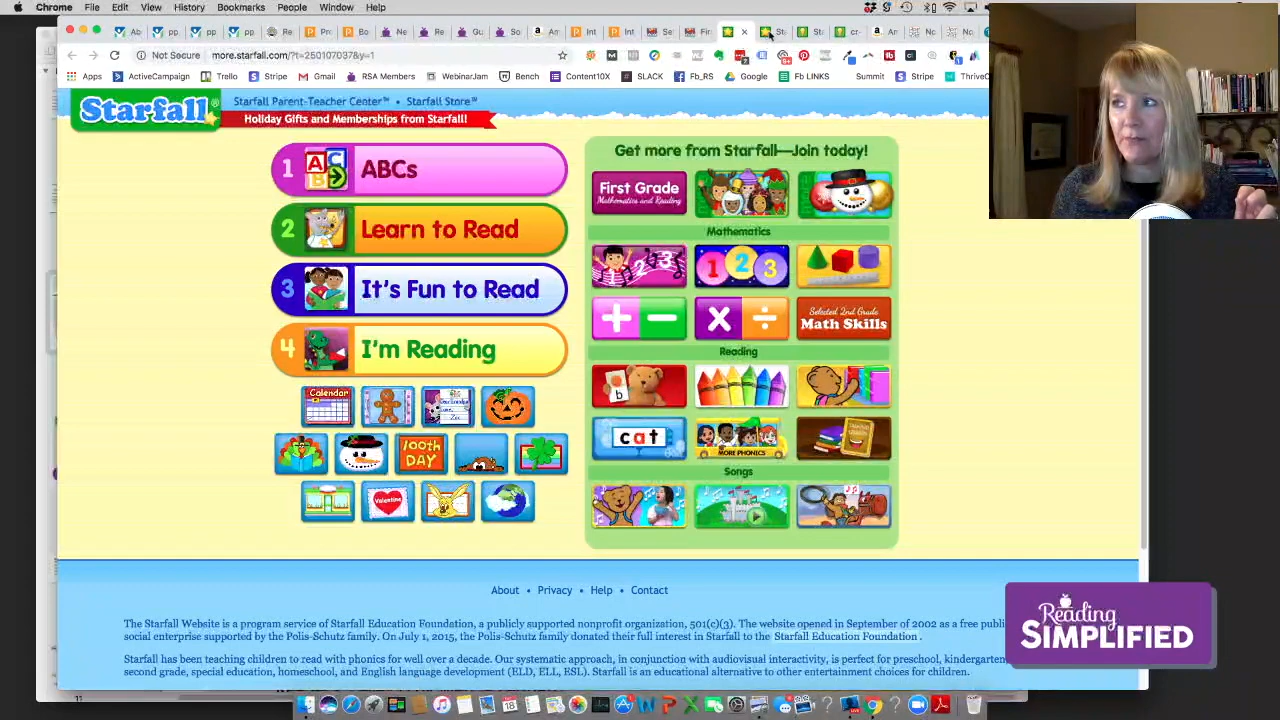 Chrome File Edit View History Bookmarks People Window Help
Not Secure more.starfall.com/?t=250107037&y=1
Apps ActiveCampaign Trello Stripe Gmail RSA Members WebinarJam Bench Content10X SLACK Fb_RS Google Fb LINKS Summit Stripe ThriveC
Starfall
Starfall Parent-Teacher Center™ • Starfall Store™
Holiday Gifts and Memberships from Starfall!
1 ABCs
2 Learn to Read
3 It's Fun to Read
4 I'm Reading
Calendar
100th DAY
Valentine
Get more from Starfall—Join today!
First Grade
Mathematics and Reading
Mathematics
1 2 3
+ − × ÷
Selected 2nd Grade
Math Skills
Reading
b
cat
MORE PHONICS
Songs
About • Privacy • Help • Contact
The Starfall Website is a program service of Starfall Education Foundation, a publicly supported nonprofit organization, 501(c)(3). The website opened in September of 2002 as a free publi
social enterprise supported by the Polis-Schutz family. On July 1, 2015, the Polis-Schutz family donated their full interest in Starfall to the Starfall Education Foundation.
Starfall has been teaching children to read with phonics for well over a decade. Our systematic approach, in conjunction with audiovisual interactivity, is perfect for preschool, kindergarten,
second grade, special education, homeschool, and English language development (ELD, ELL, ESL). Starfall is an educational alternative to other entertainment choices for children.
Reading
SIMPLIFIED